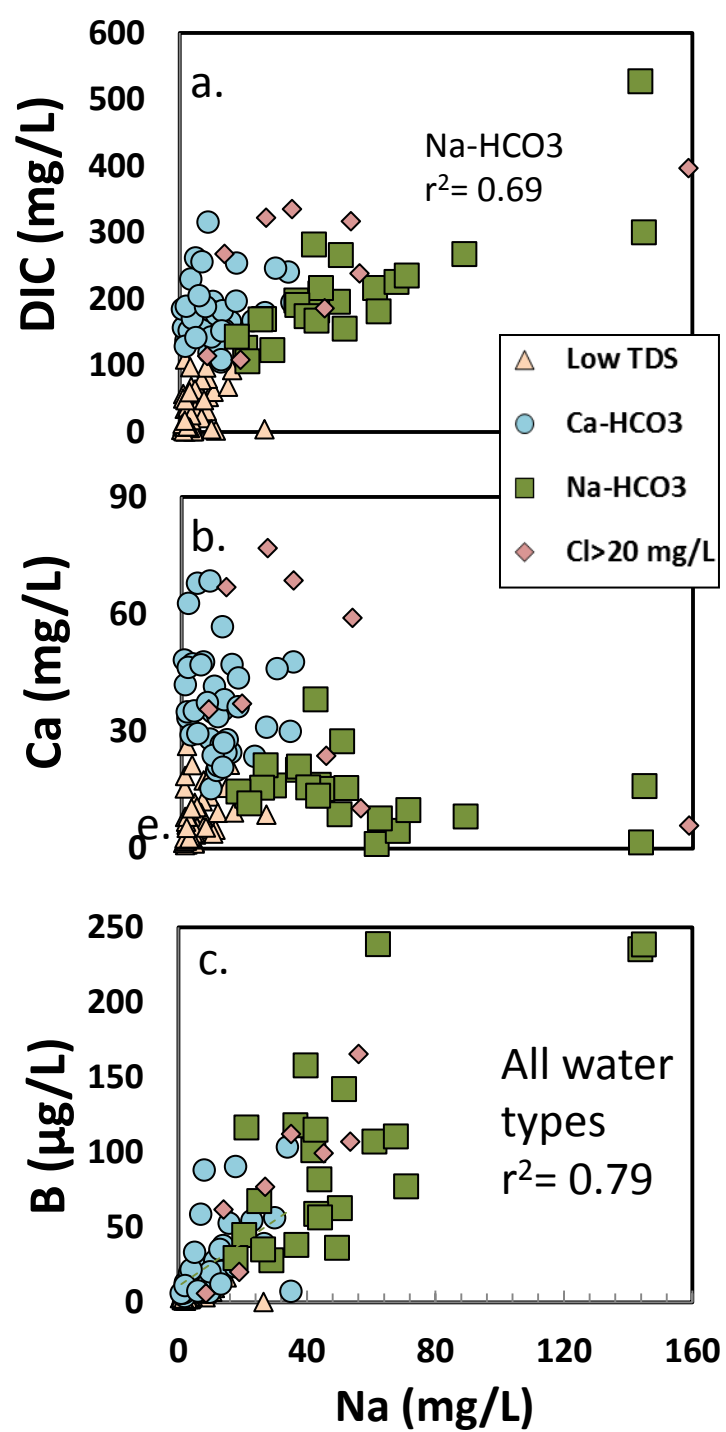 600
500
400
300
200
100
0
DIC (mg/L)
a.
Na-HCO3
r²= 0.69
Low TDS
Ca-HCO3
Na-HCO3
Cl>20 mg/L
90
60
30
0
Ca (mg/L)
b.
e.
250
200
150
100
50
0
B (µg/L)
c.
All water
types
r²= 0.79
0 40 80 120 160
Na (mg/L)